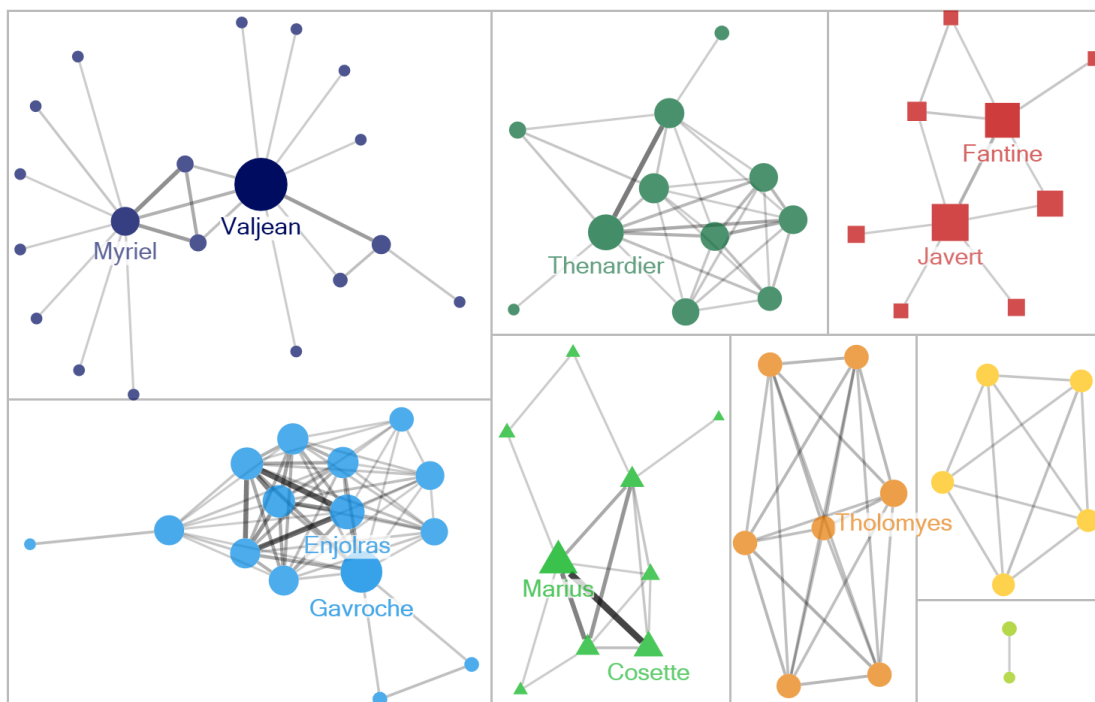 Myriel
Valjean
Thenardier
Fantine
Javert
Enjolras
Gavroche
Marius
Cosette
Tholomyes